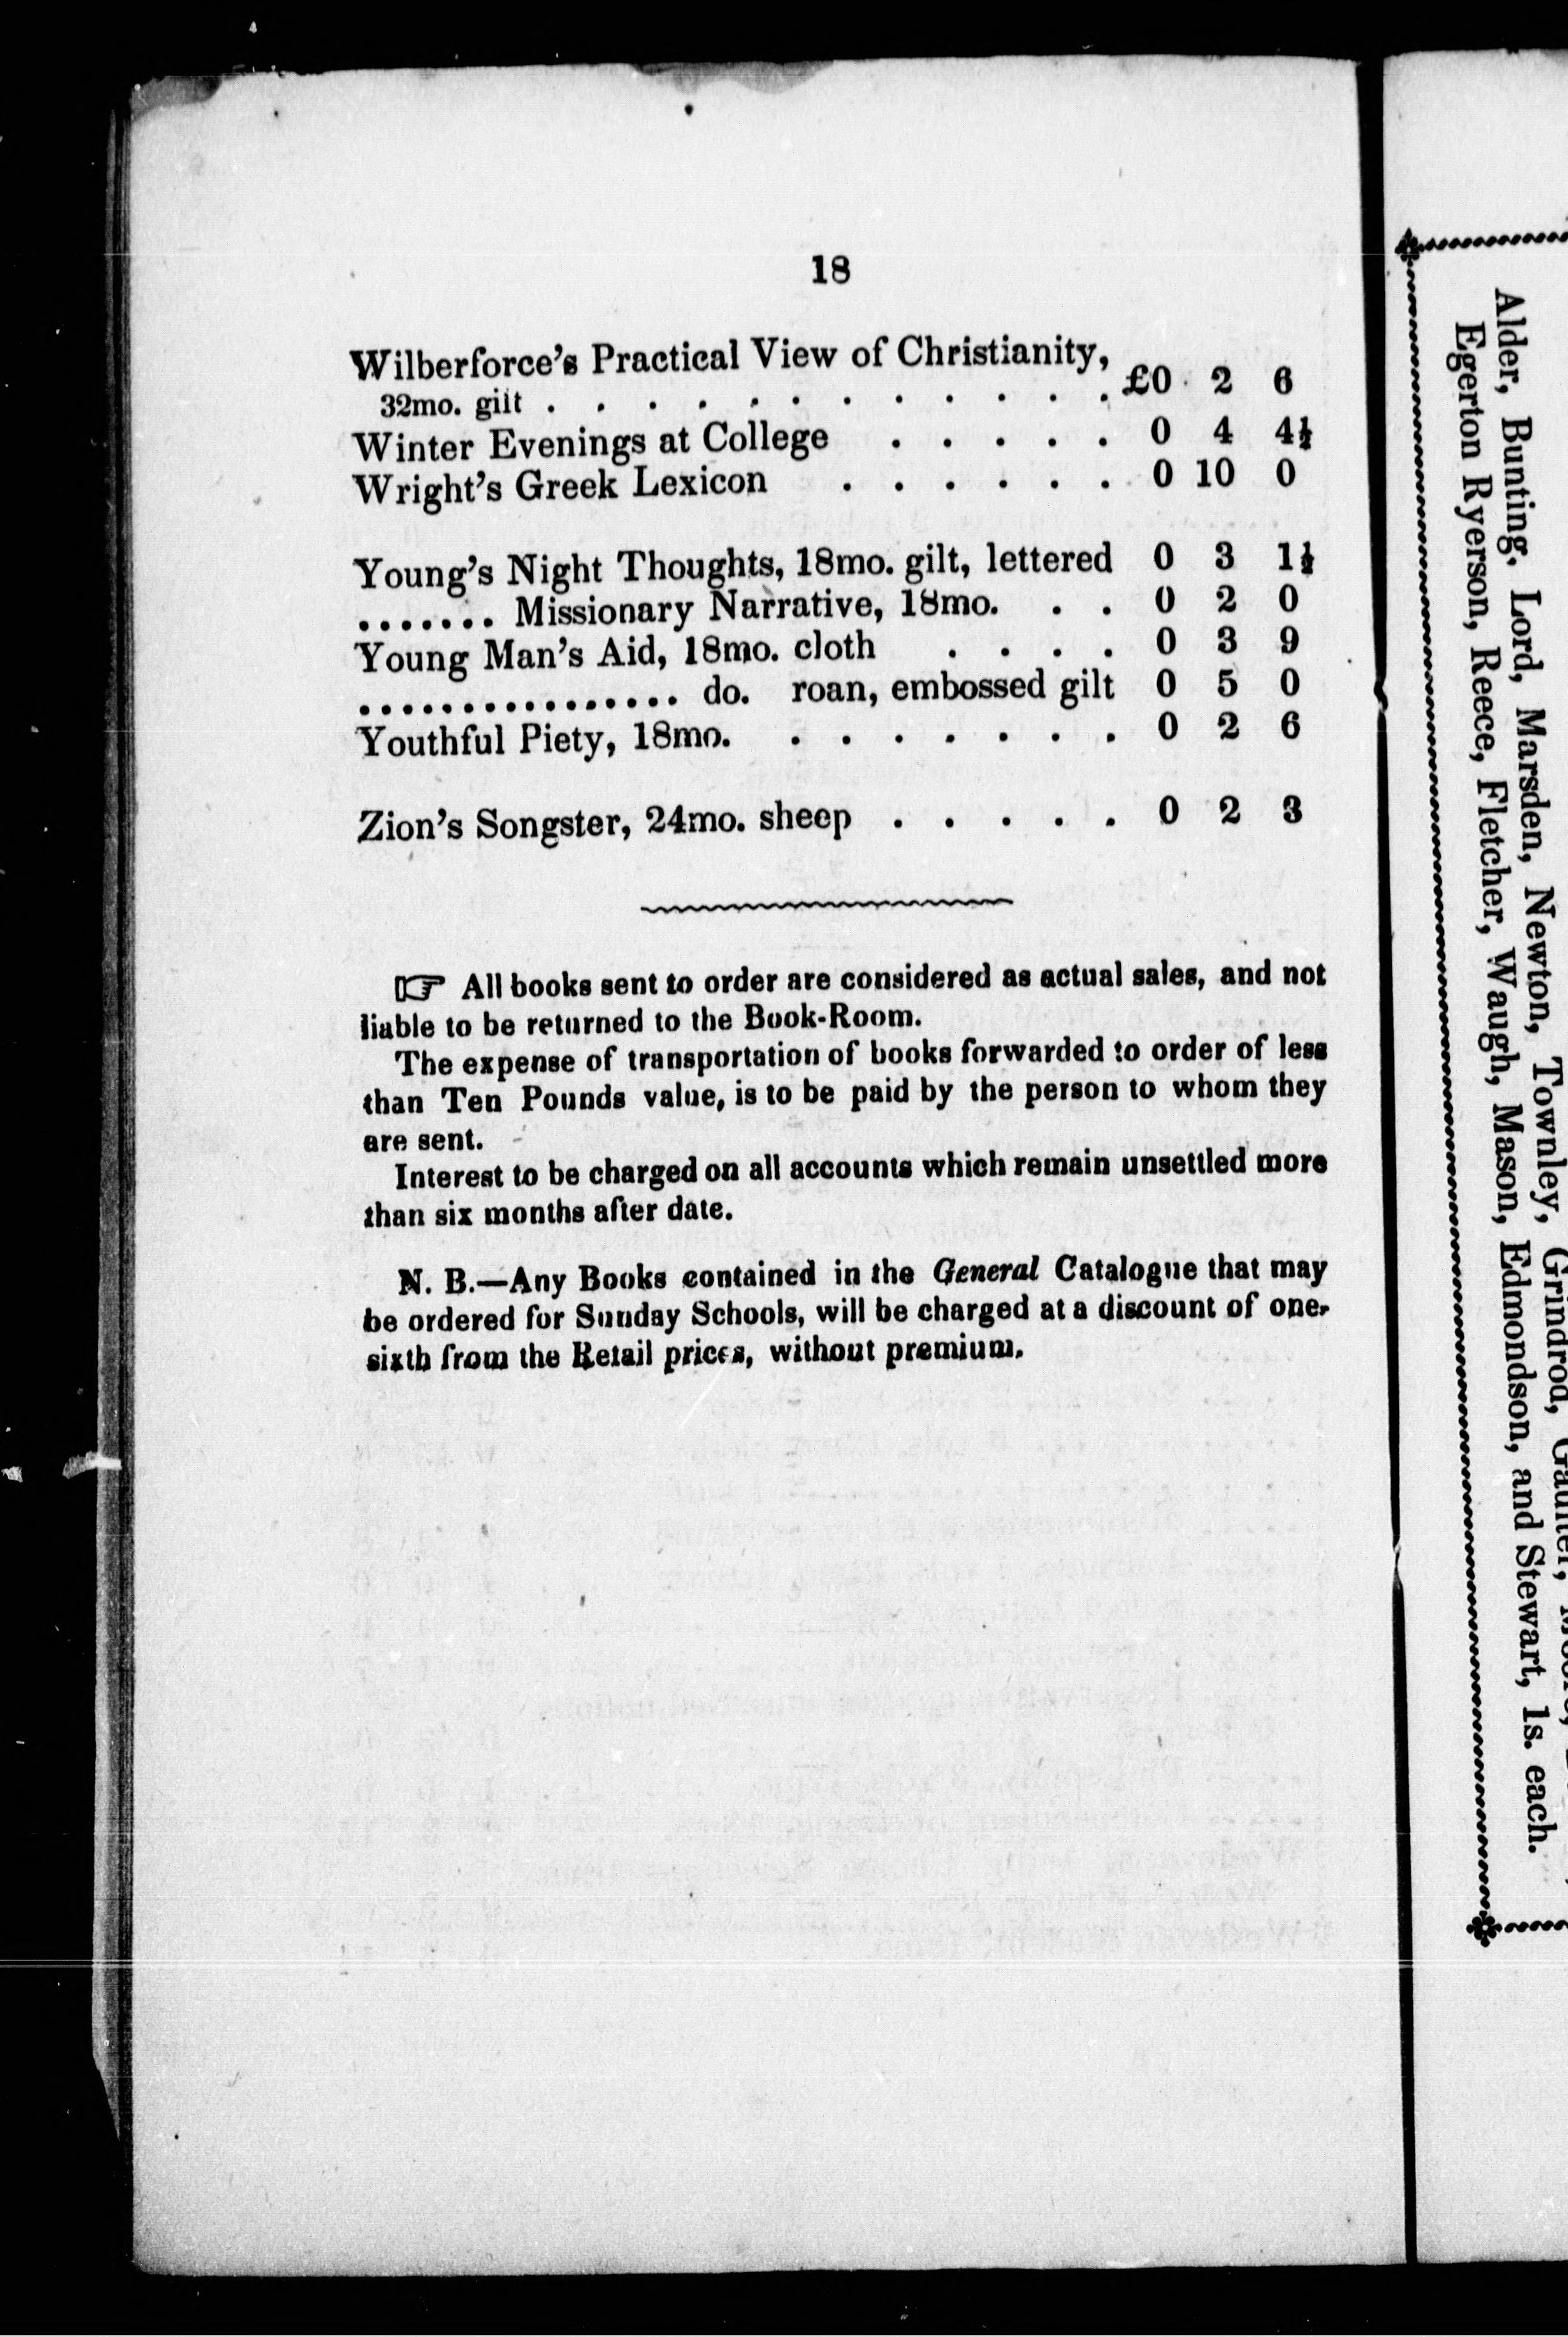 18
Wilberforce's Practical View of Christianity,
32mo. gilt . . . . . . . . . . . . £0 2 6
Winter Evenings at College . . . . . 0 4 4½
Wright's Greek Lexicon . . . . . . 0 10 0
Young's Night Thoughts, 18mo. gilt, lettered 0 3 1½
....... Missionary Narrative, 18mo. . . 0 2 0
Young Man's Aid, 18mo. cloth . . . . 0 3 9
................ do. roan, embossed gilt 0 5 0
Youthful Piety, 18mo. . . . . . . . 0 2 6
Zion's Songster, 24mo. sheep . . . . . 0 2 3
☞ All books sent to order are considered as actual sales, and not
liable to be returned to the Book-Room.
The expense of transportation of books forwarded to order of less
than Ten Pounds value, is to be paid by the person to whom they
are sent.
Interest to be charged on all accounts which remain unsettled more
than six months after date.
N. B.—Any Books contained in the General Catalogue that may
be ordered for Sunday Schools, will be charged at a discount of one-
sixth from the Retail prices, without premium.
Alder, Bunting, Lord, Marsden, Newton, Townley, Grindrod,
Egerton Ryerson, Reece, Fletcher, Waugh, Mason, Edmondson, and Stewart, 1s. each.